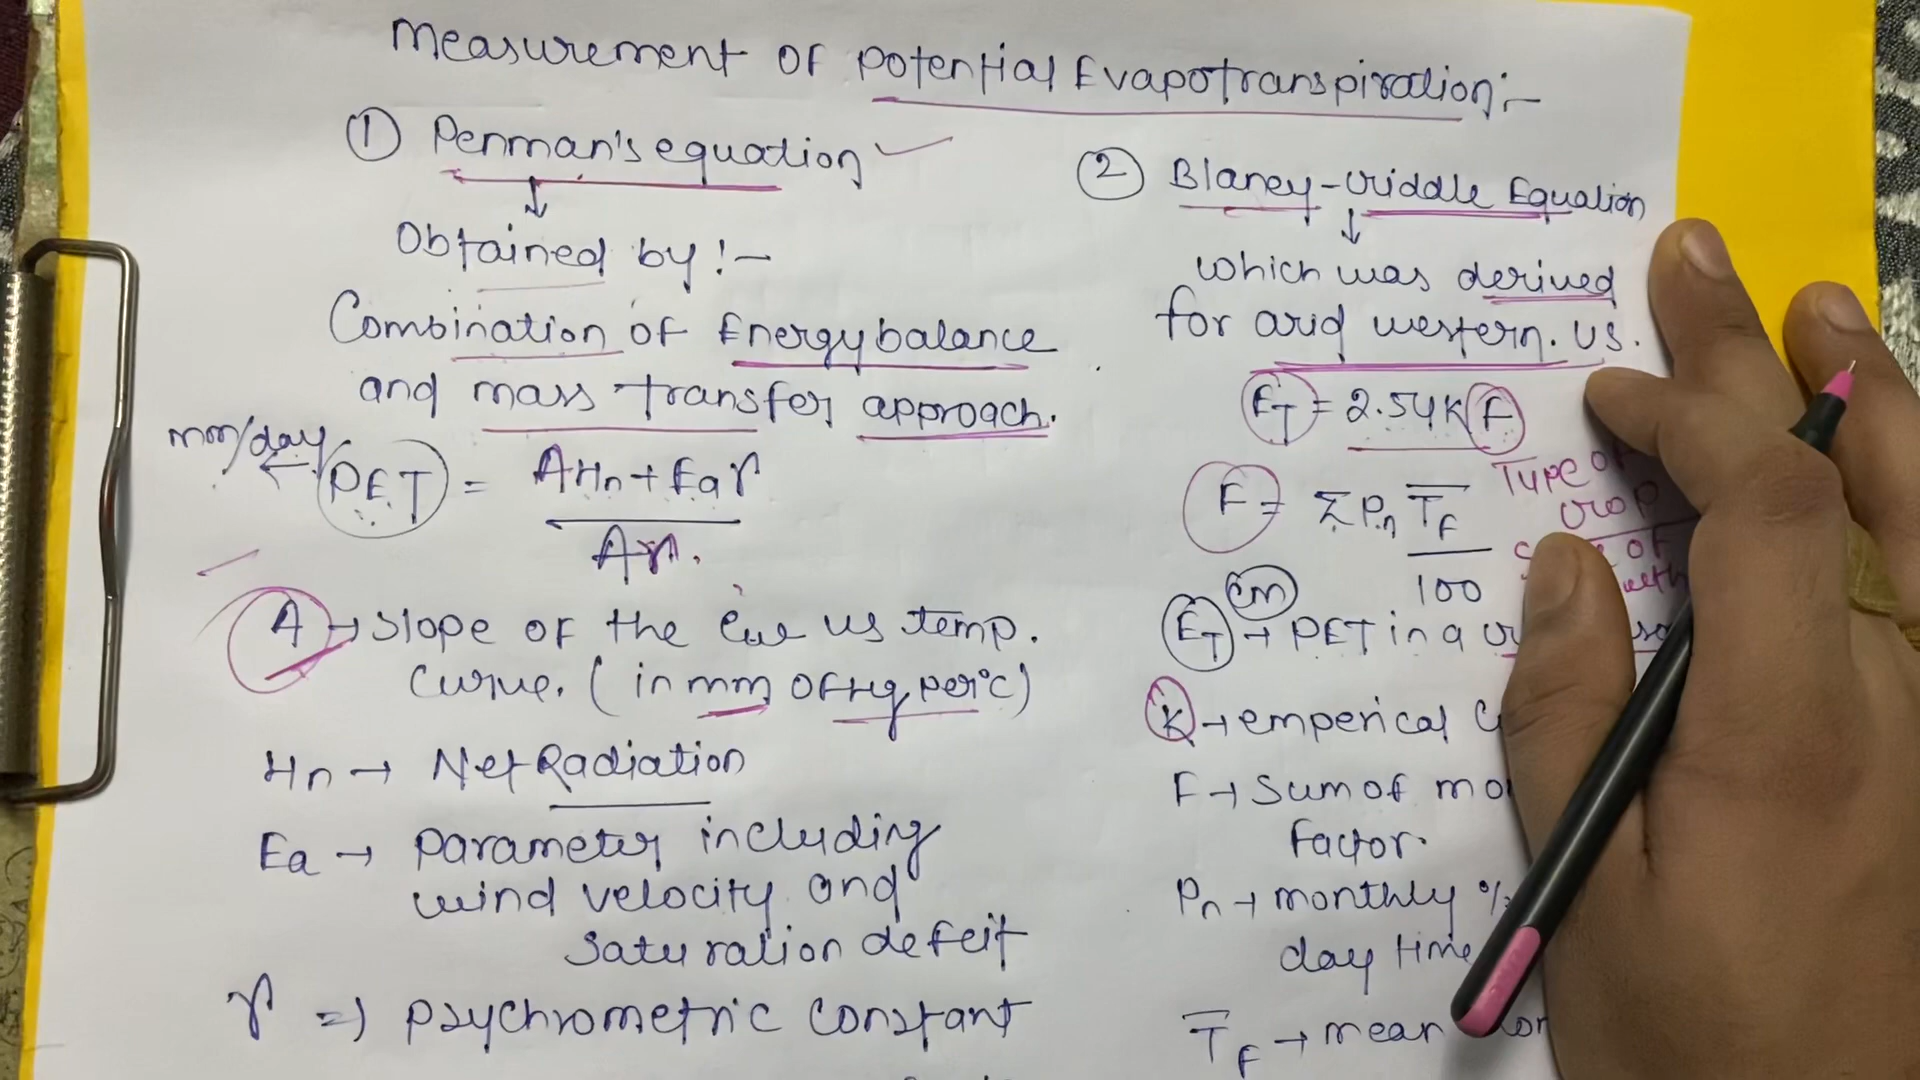 Measurement of Potential Evapotranspiration:-
① Penman's equation
↓
Obtained by :-
Combination of Energy balance
and mass transfer approach.
mm/day ← PET = AHn + Eaγ
A γ.
A → slope of the ew vs temp.
curve. (in mm of Hg per °c)
Hn → Net Radiation
Ea → parameter including
wind velocity and
Saturation defcit
γ => psychrometric constant
② Blaney-criddle Equation
↓
which was derived
for arid western. US.
ET = 2.54KF
F = Σ Pn T̅F
100
Type of
crop
of
cm
ET → PET in a
K → emperical
F → Sum of
factor.
Pn → monthly %
day time
T̅F → mean